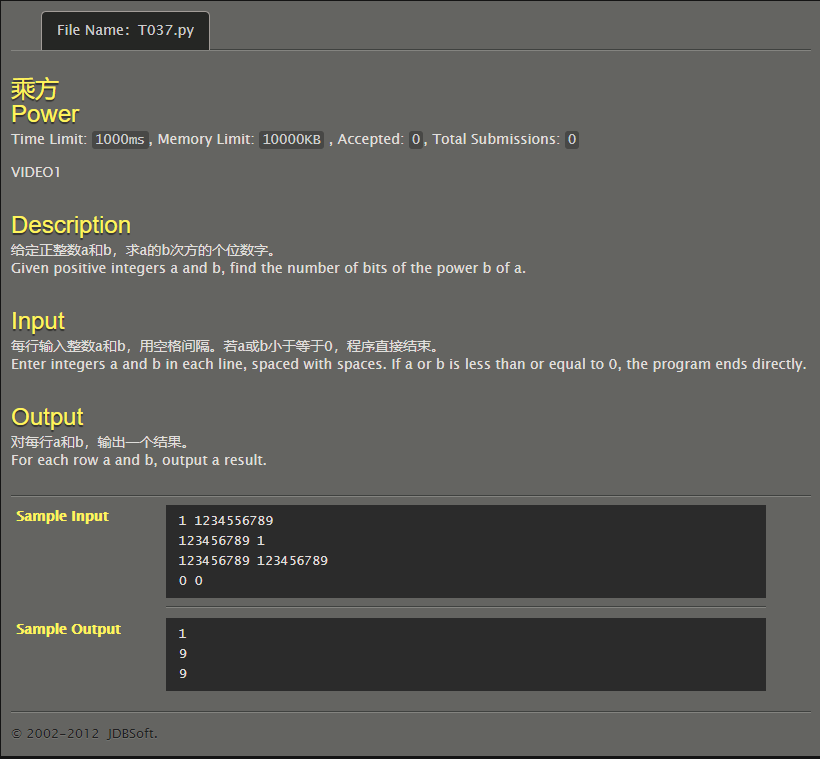 File Name：T037.py
乘方
Power
Time Limit: 1000ms, Memory Limit: 10000KB , Accepted: 0, Total Submissions: 0
VIDEO1
Description
给定正整数a和b，求a的b次方的个位数字。
Given positive integers a and b, find the number of bits of the power b of a.
Input
每行输入整数a和b，用空格间隔。若a或b小于等于0，程序直接结束。
Enter integers a and b in each line, spaced with spaces. If a or b is less than or equal to 0, the program ends directly.
Output
对每行a和b，输出一个结果。
For each row a and b, output a result.
Sample Input
1 1234556789
123456789 1
123456789 123456789
0 0
Sample Output
1
9
9
© 2002-2012 JDBSoft.